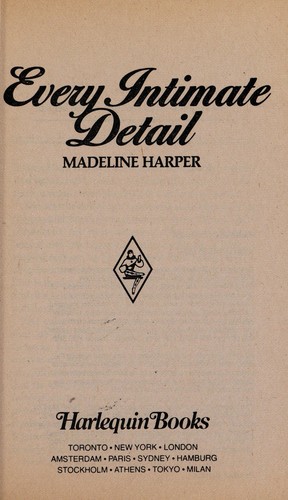 Every Intimate
Detail
MADELINE HARPER
Harlequin Books
TORONTO • NEW YORK • LONDON
AMSTERDAM • PARIS • SYDNEY • HAMBURG
STOCKHOLM • ATHENS • TOKYO • MILAN